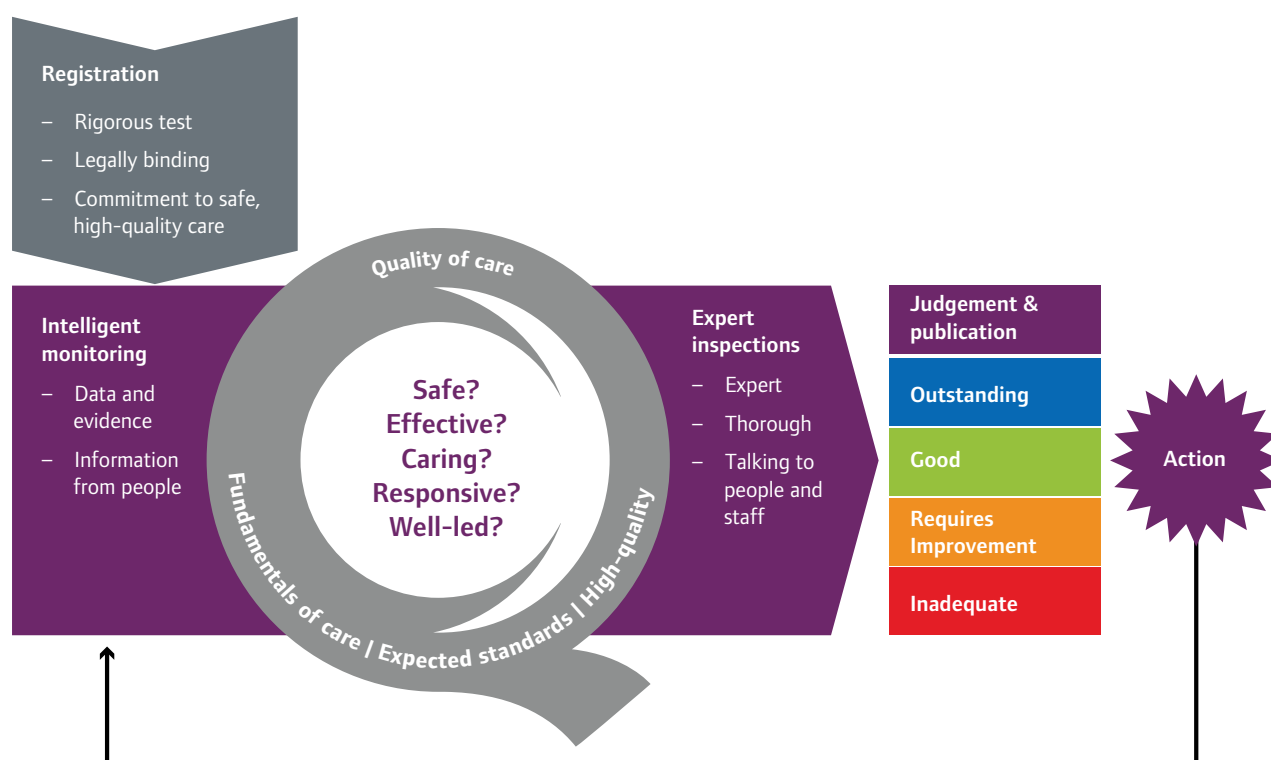 Registration
– Rigorous test
– Legally binding
– Commitment to safe,
high-quality care
Intelligent
monitoring
– Data and
evidence
– Information
from people
Quality of care
Safe?
Effective?
Caring?
Responsive?
Well-led?
Fundamentals of care | Expected standards | High-quality
Expert
inspections
– Expert
– Thorough
– Talking to
people and
staff
Judgement &
publication
Outstanding
Good
Requires
Improvement
Inadequate
Action